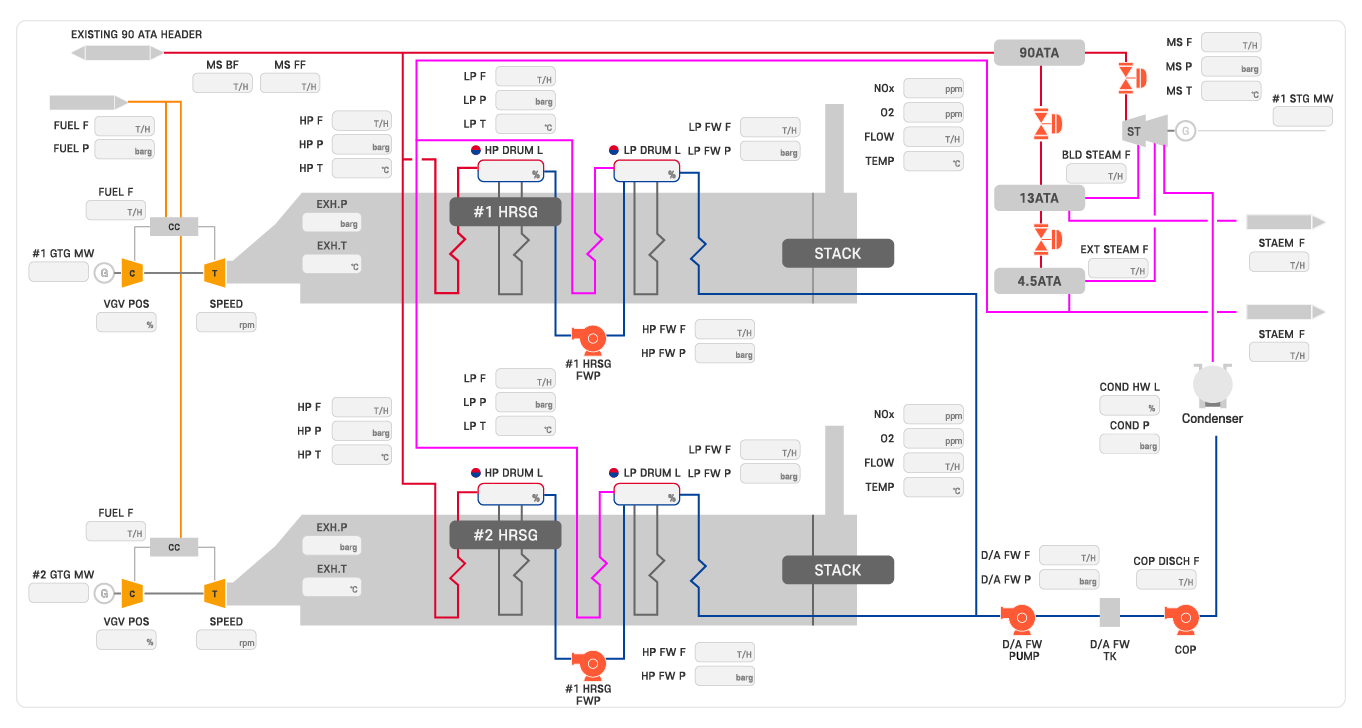 EXISTING 90 ATA HEADER
MS BF
T/H
MS FF
T/H
FUEL F
T/H
FUEL P
barg
HP F
T/H
HP P
barg
HP T
°C
LP F
T/H
LP P
barg
LP T
°C
HP DRUM L
%
LP DRUM L
%
LP FW F
T/H
LP FW P
barg
NOx
ppm
O2
ppm
FLOW
T/H
TEMP
°C
90ATA
MS F
T/H
MS P
barg
MS T
°C
#1 STG MW
ST
G
BLD STEAM F
T/H
13ATA
EXT STEAM F
T/H
4.5ATA
STAEM F
T/H
STAEM F
T/H
FUEL F
T/H
CC
#1 GTG MW
G
C
T
VGV POS
%
SPEED
rpm
EXH.P
barg
EXH.T
°C
#1 HRSG
STACK
#1 HRSG
FWP
HP FW F
T/H
HP FW P
barg
COND HW L
%
COND P
barg
Condenser
HP F
T/H
HP P
barg
HP T
°C
LP F
T/H
LP P
barg
LP T
°C
HP DRUM L
%
LP DRUM L
%
LP FW F
T/H
LP FW P
barg
NOx
ppm
O2
ppm
FLOW
T/H
TEMP
°C
FUEL F
T/H
CC
#2 GTG MW
G
C
T
VGV POS
%
SPEED
rpm
EXH.P
barg
EXH.T
°C
#2 HRSG
STACK
#1 HRSG
FWP
HP FW F
T/H
HP FW P
barg
D/A FW F
T/H
D/A FW P
barg
COP DISCH F
T/H
D/A FW
PUMP
D/A FW
TK
COP